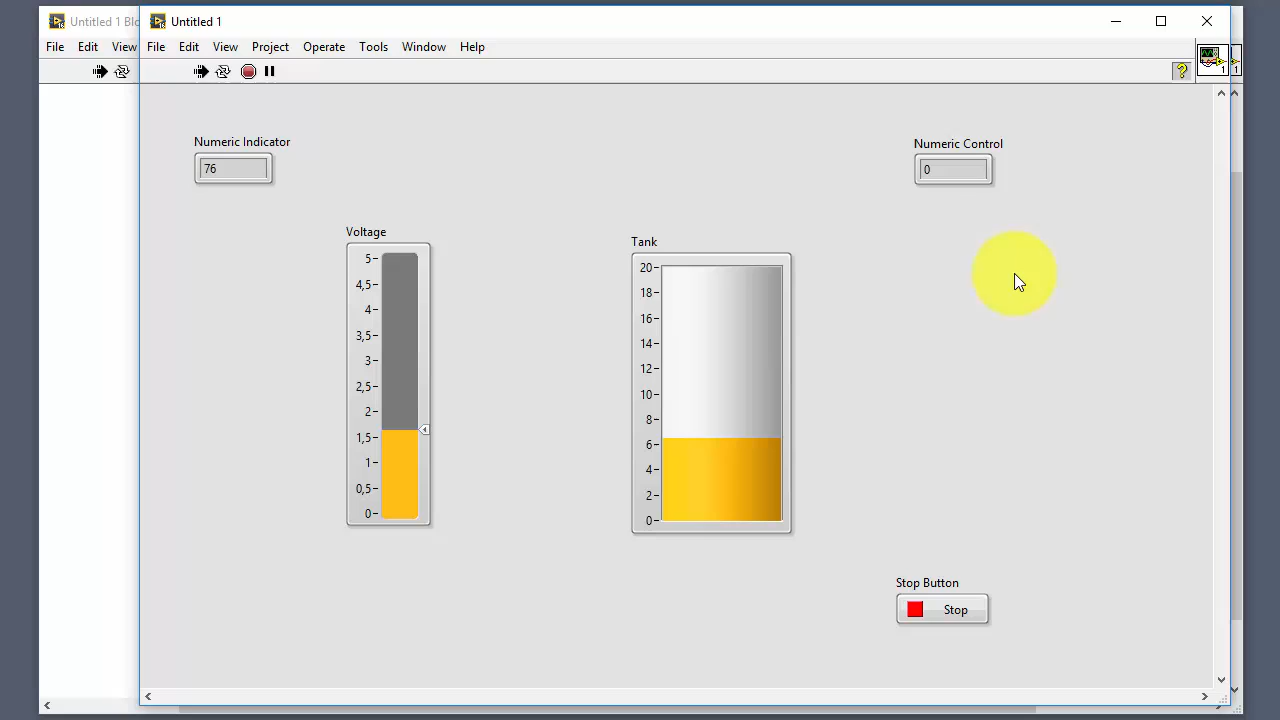 Untitled 1 Blo
Untitled 1
File Edit View
File Edit View Project Operate Tools Window Help
?
1
1
Numeric Indicator
76
Numeric Control
0
Voltage
5
4,5
4
3,5
3
2,5
2
1,5
1
0,5
0
Tank
20
18
16
14
12
10
8
6
4
2
0
Stop Button
Stop